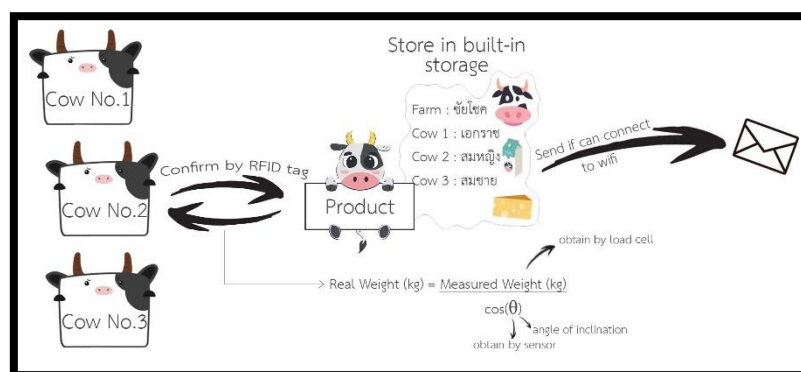 Cow No.1
Cow No.2
Cow No.3
Confirm by RFID tag
Product
Store in built-in
storage
Farm : ชัยโชค
Cow 1 : เอกราช
Cow 2 : สมหญิง
Cow 3 : สมชาย
Send if can connect
to wifi
> Real Weight (kg) = Measured Weight (kg)
cos(θ)
obtain by load cell
angle of inclination
obtain by sensor